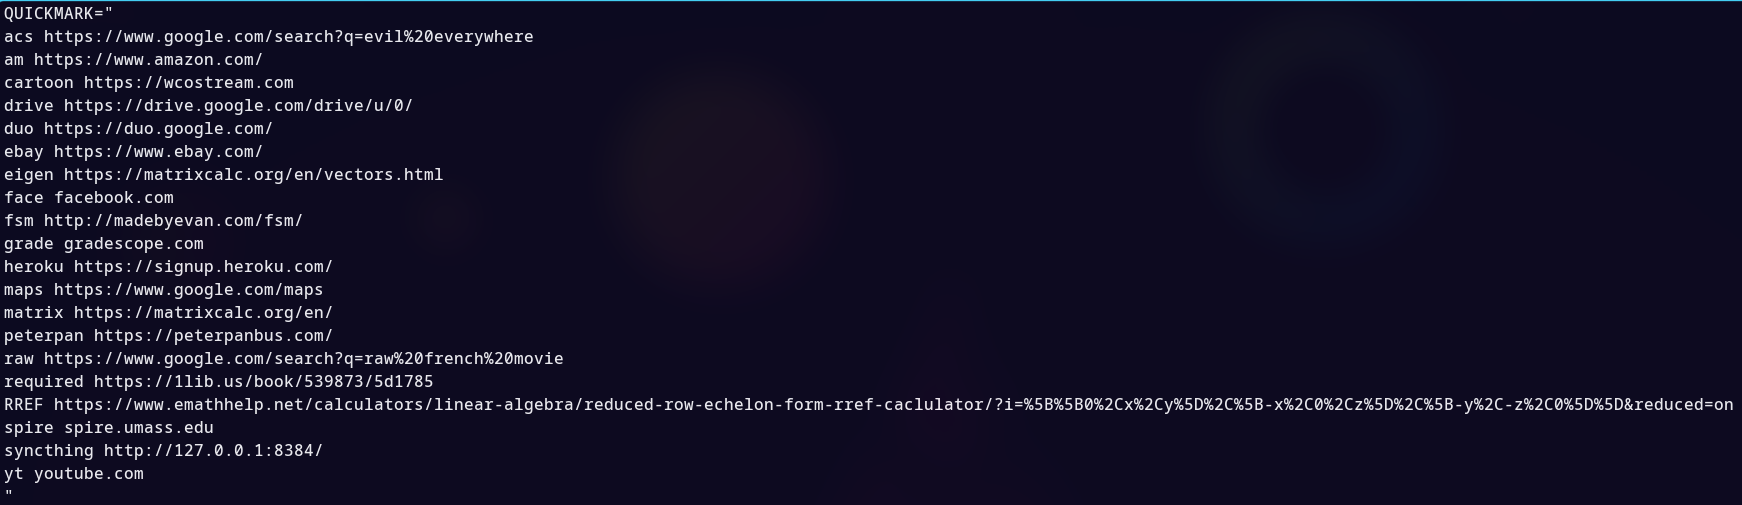 QUICKMARK="
acs https://www.google.com/search?q=evil%20everywhere
am https://www.amazon.com/
cartoon https://wcostream.com
drive https://drive.google.com/drive/u/0/
duo https://duo.google.com/
ebay https://www.ebay.com/
eigen https://matrixcalc.org/en/vectors.html
face facebook.com
fsm http://madebyevan.com/fsm/
grade gradescope.com
heroku https://signup.heroku.com/
maps https://www.google.com/maps
matrix https://matrixcalc.org/en/
peterpan https://peterpanbus.com/
raw https://www.google.com/search?q=raw%20french%20movie
required https://1lib.us/book/539873/5d1785
RREF https://www.emathhelp.net/calculators/linear-algebra/reduced-row-echelon-form-rref-caclulator/?i=%5B%5B0%2Cx%2Cy%5D%2C%5B-x%2C0%2Cz%5D%2C%5B-y%2C-z%2C0%5D%5D&reduced=on
spire spire.umass.edu
syncthing http://127.0.0.1:8384/
yt youtube.com
"